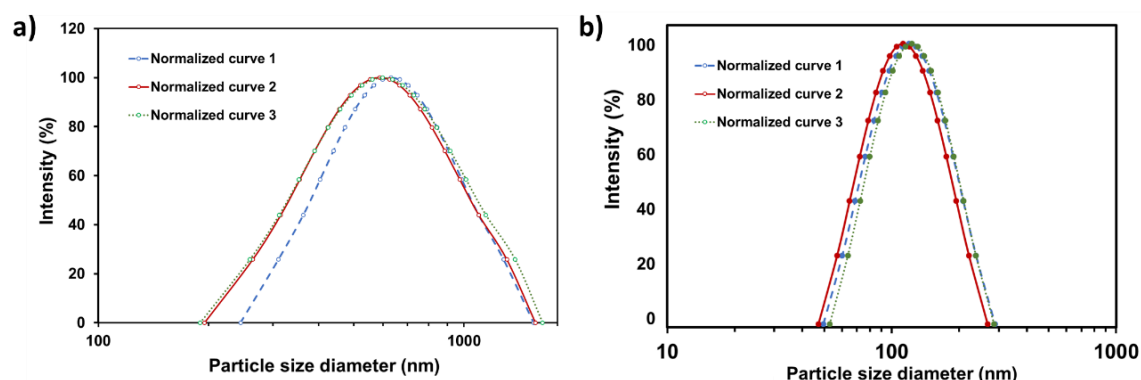 a)
120
100
80
60
40
20
0
Intensity (%)
Normalized curve 1
Normalized curve 2
Normalized curve 3
100
1000
Particle size diameter (nm)
b)
100
80
60
40
20
0
Intensity (%)
Normalized curve 1
Normalized curve 2
Normalized curve 3
10
100
1000
Particle size diameter (nm)